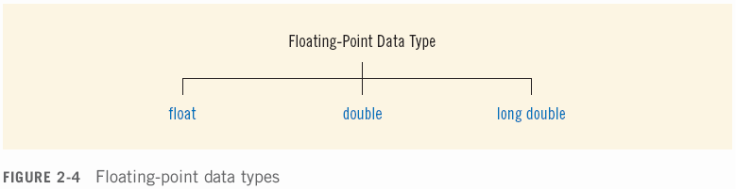 Floating-Point Data Type
float double long double
FIGURE 2-4 Floating-point data types